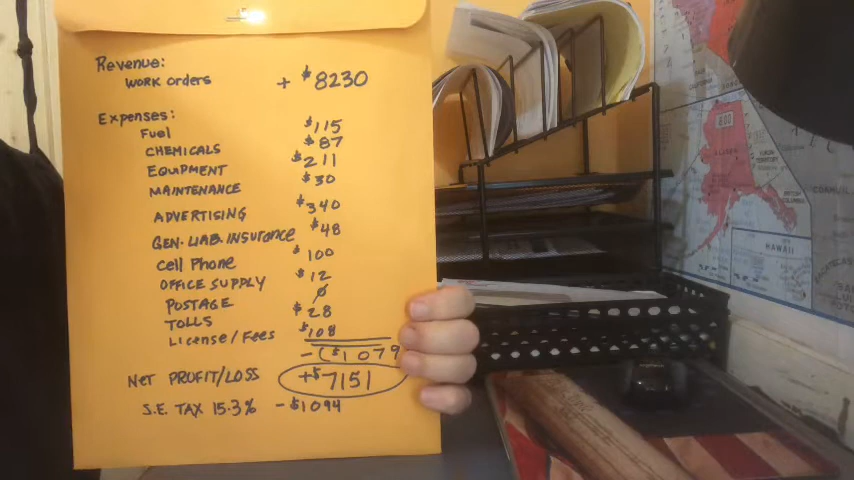 Revenue:
WORK ORDERS + $8230
Expenses:
Fuel $115
CHEMICALS $87
EQUIPMENT $211
MAINTENANCE $30
ADVERTISING $340
GEN. LIAB. INSURANCE $48
Cell Phone $100
OFFICE SUPPLY $12
POSTAGE Ø
TOLLS $28
LICENSE/FEES $108
- ($1079
NET PROFIT/LOSS +$7151
S.E. TAX 15.3% - $1094
HAWAII